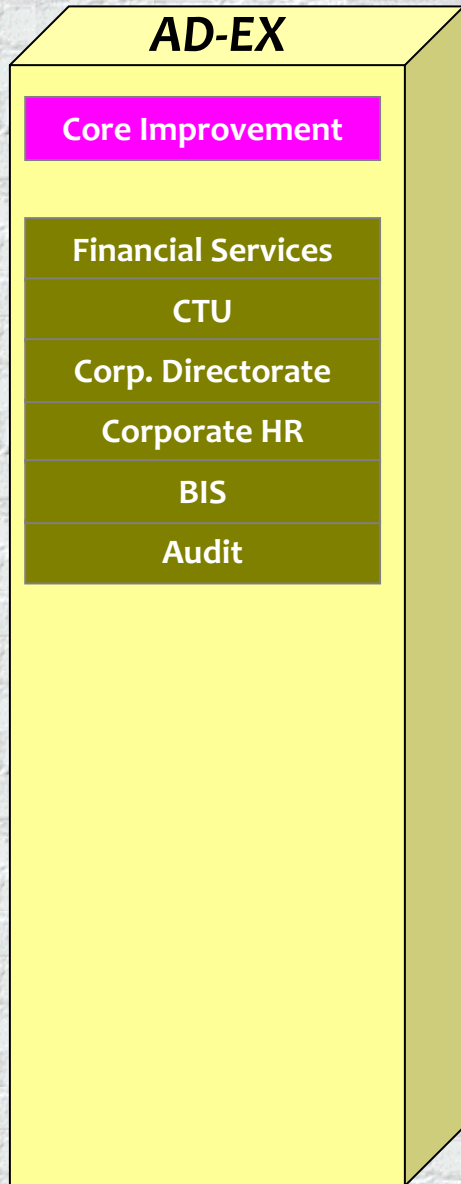 AD-EX
Core Improvement
Financial Services
CTU
Corp. Directorate
Corporate HR
BIS
Audit